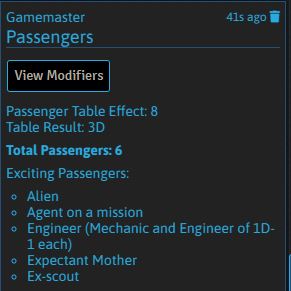 Gamemaster 41s ago
Passengers
View Modifiers
Passenger Table Effect: 8
Table Result: 3D
Total Passengers: 6
Exciting Passengers:
Alien
Agent on a mission
Engineer (Mechanic and Engineer of 1D-
1 each)
Expectant Mother
Ex-scout